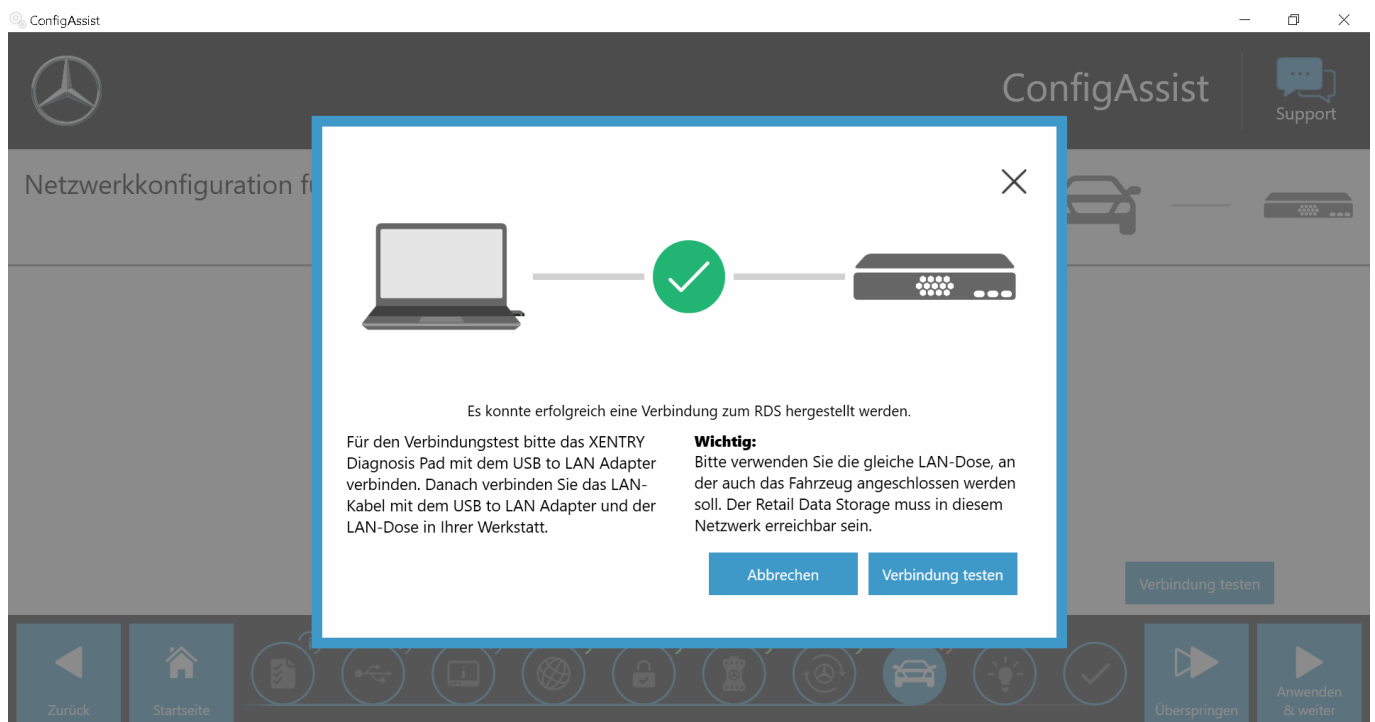 ConfigAssist
ConfigAssist
Support
Netzwerkkonfiguration
Es konnte erfolgreich eine Verbindung zum RDS hergestellt werden.
Für den Verbindungstest bitte das XENTRY
Diagnosis Pad mit dem USB to LAN Adapter
verbinden. Danach verbinden Sie das LAN-
Kabel mit dem USB to LAN Adapter und der
LAN-Dose in Ihrer Werkstatt.
Wichtig:
Bitte verwenden Sie die gleiche LAN-Dose, an
der auch das Fahrzeug angeschlossen werden
soll. Der Retail Data Storage muss in diesem
Netzwerk erreichbar sein.
Abbrechen
Verbindung testen
Verbindung testen
Zurück
Startseite
Überspringen
Anwenden
& weiter